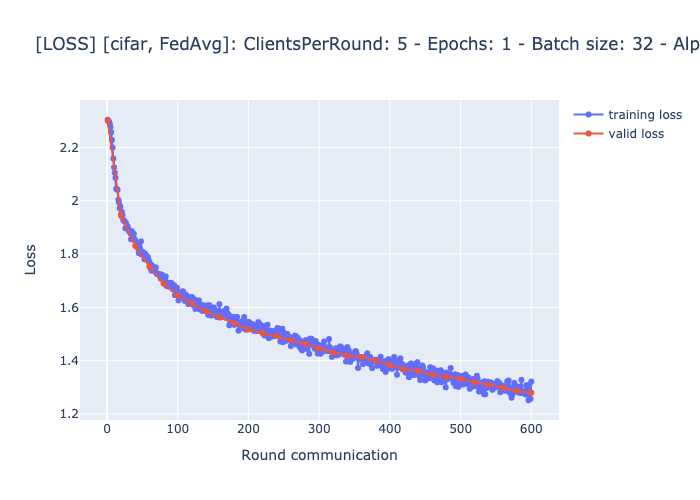 [LOSS] [cifar, FedAvg]: ClientsPerRound: 5 - Epochs: 1 - Batch size: 32 - Alp
training loss
valid loss
2.2
2
1.8
1.6
1.4
1.2
Loss
0 100 200 300 400 500 600
Round communication